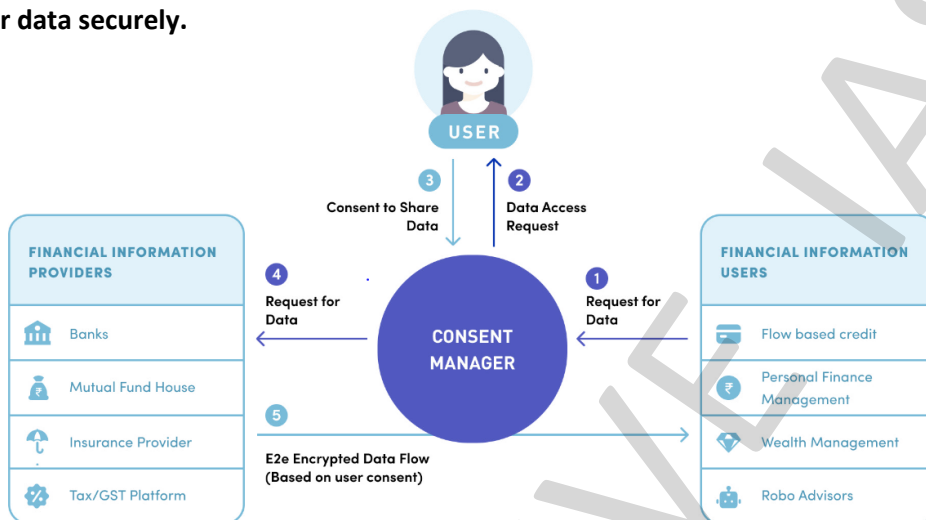 r data securely.
USER
3
2
Consent to Share
Data
Data Access
Request
FINANCIAL INFORMATION
PROVIDERS
Banks
Mutual Fund House
Insurance Provider
Tax/GST Platform
4
Request for
Data
CONSENT
MANAGER
1
Request for
Data
5
E2e Encrypted Data Flow
(Based on user consent)
FINANCIAL INFORMATION
USERS
Flow based credit
Personal Finance
Management
Wealth Management
Robo Advisors